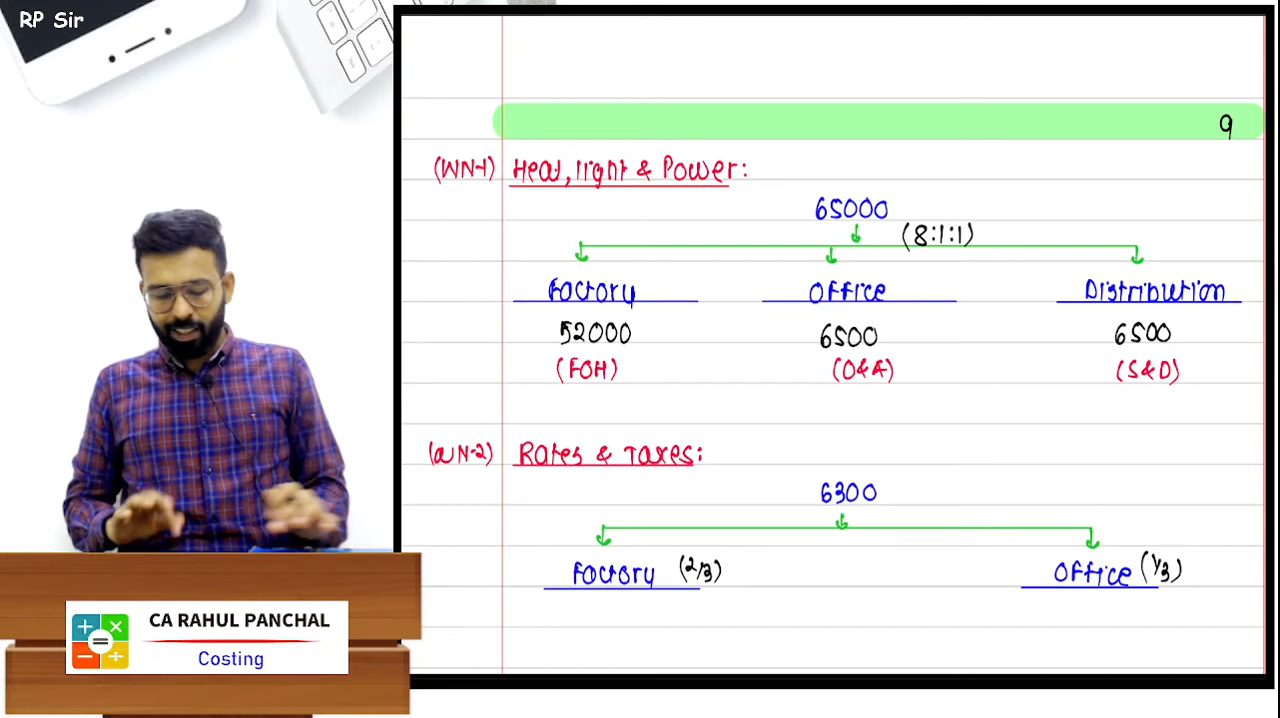 RP Sir
9
(WN-1) Heat, light & Power:
65000
(8:1:1)
Factory Office Distribution
52000 6500 6500
(FOH) (O&A) (S&D)
(WN-2) Rates & Taxes:
6300
Factory (2/3) Office (1/3)
CA RAHUL PANCHAL
Costing